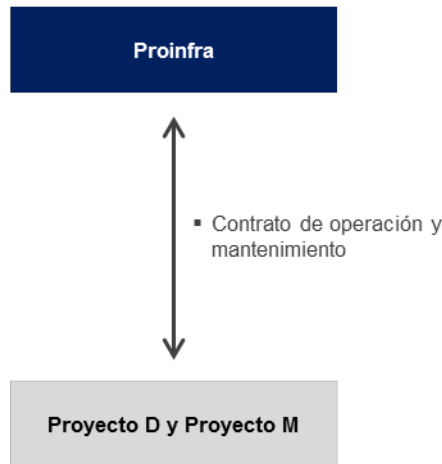 Proinfra
▪ Contrato de operación y
mantenimiento
Proyecto D y Proyecto M